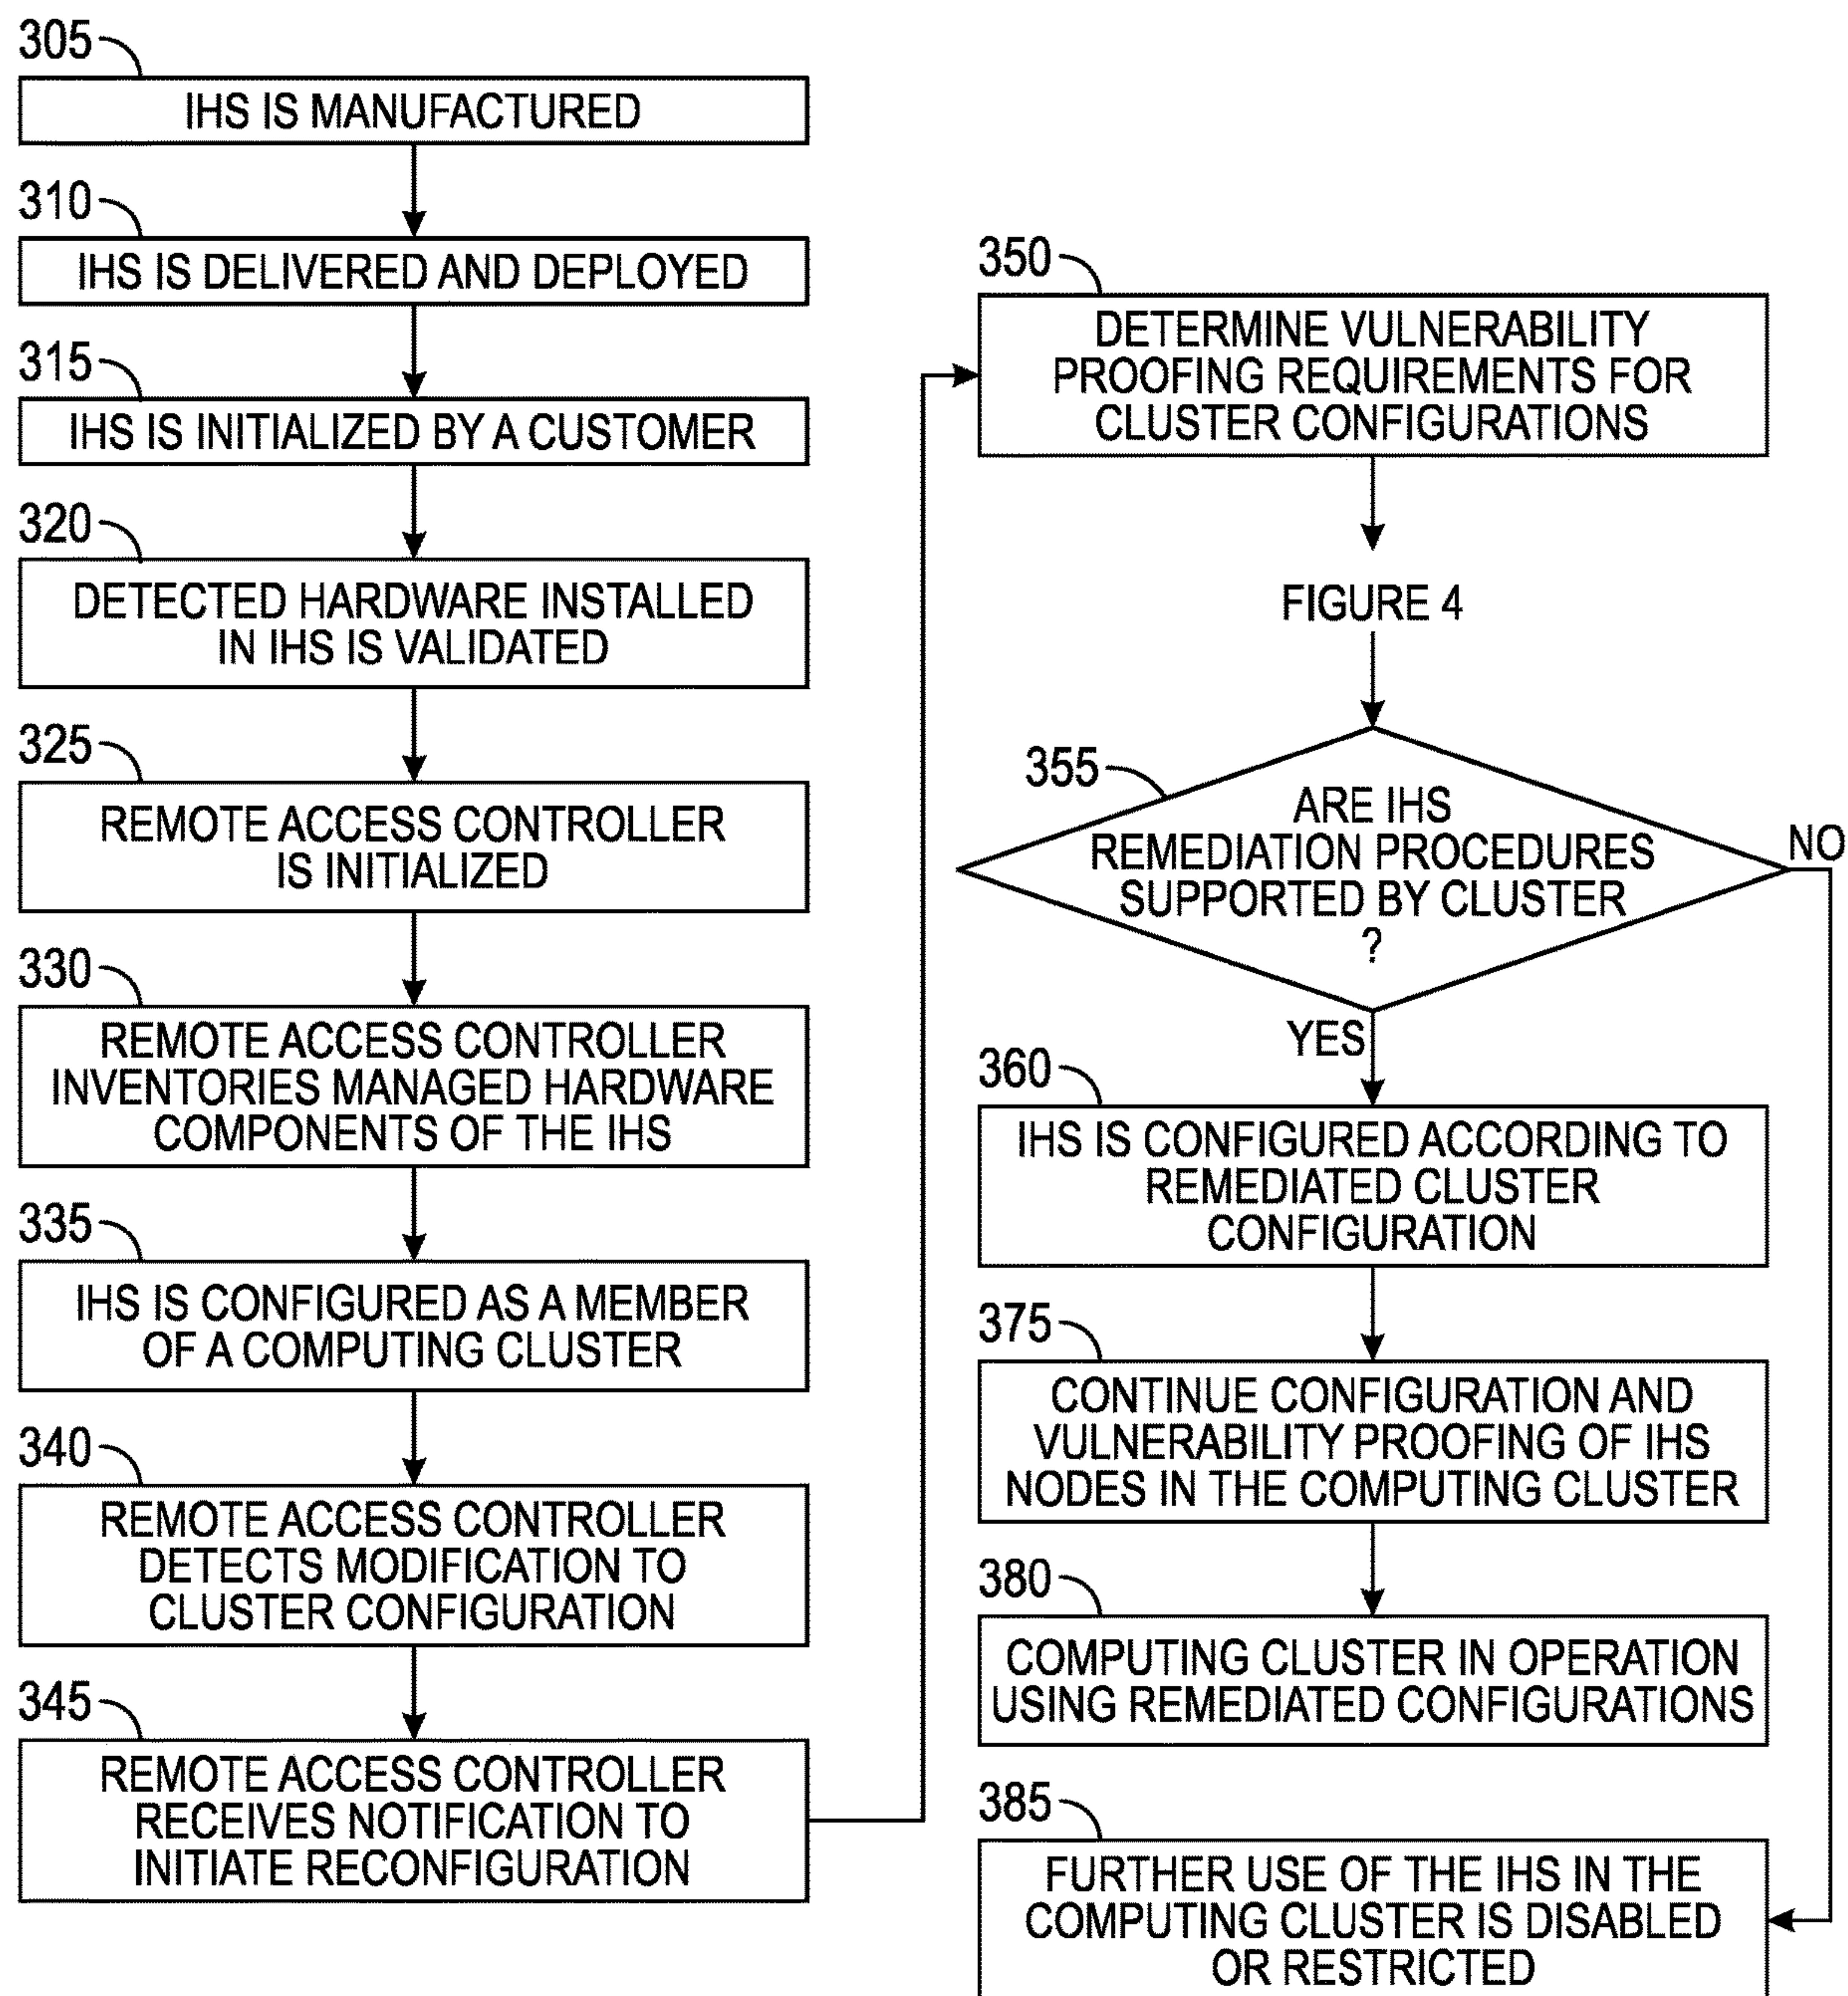 305
IHS IS MANUFACTURED
310
IHS IS DELIVERED AND DEPLOYED
315
IHS IS INITIALIZED BY A CUSTOMER
320
DETECTED HARDWARE INSTALLED
IN IHS IS VALIDATED
325
REMOTE ACCESS CONTROLLER
IS INITIALIZED
330
REMOTE ACCESS CONTROLLER
INVENTORIES MANAGED HARDWARE
COMPONENTS OF THE IHS
335
IHS IS CONFIGURED AS A MEMBER
OF A COMPUTING CLUSTER
340
REMOTE ACCESS CONTROLLER
DETECTS MODIFICATION TO
CLUSTER CONFIGURATION
345
REMOTE ACCESS CONTROLLER
RECEIVES NOTIFICATION TO
INITIATE RECONFIGURATION
350
DETERMINE VULNERABILITY
PROOFING REQUIREMENTS FOR
CLUSTER CONFIGURATIONS
FIGURE 4
355
ARE IHS
REMEDIATION PROCEDURES
SUPPORTED BY CLUSTER
?
NO
YES
360
IHS IS CONFIGURED ACCORDING TO
REMEDIATED CLUSTER
CONFIGURATION
375
CONTINUE CONFIGURATION AND
VULNERABILITY PROOFING OF IHS
NODES IN THE COMPUTING CLUSTER
380
COMPUTING CLUSTER IN OPERATION
USING REMEDIATED CONFIGURATIONS
385
FURTHER USE OF THE IHS IN THE
COMPUTING CLUSTER IS DISABLED
OR RESTRICTED